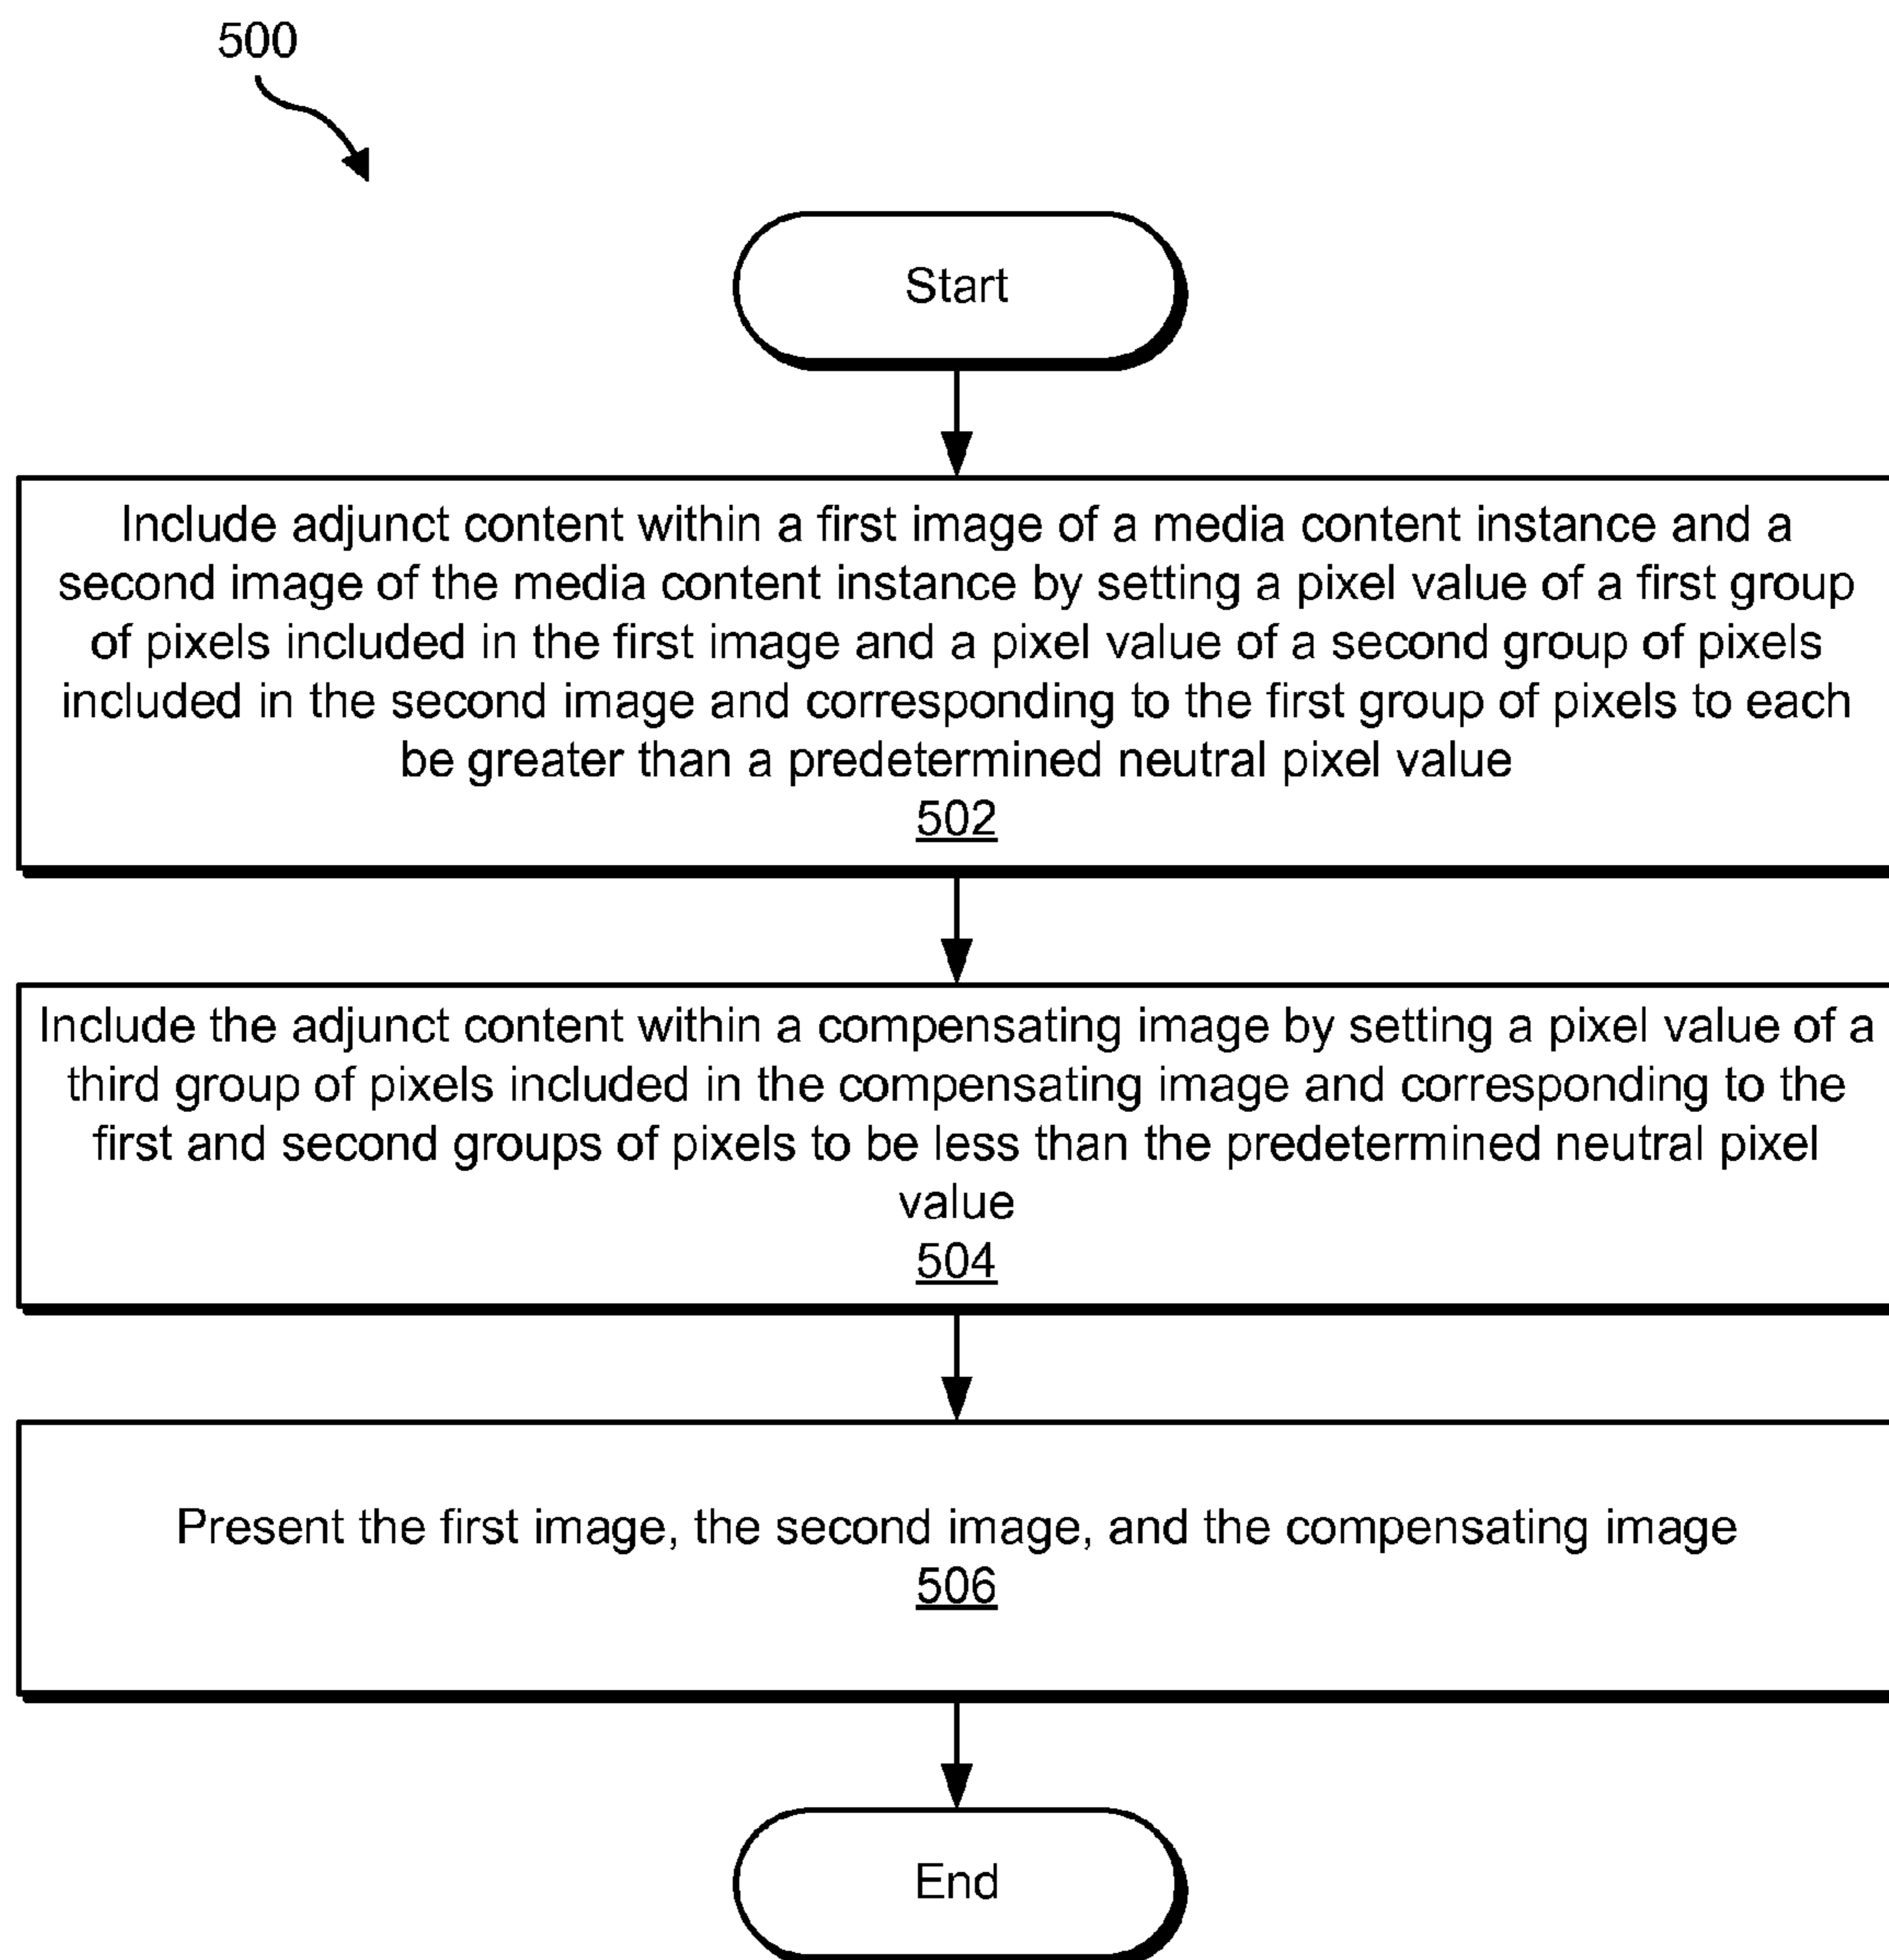 500
Start
Include adjunct content within a first image of a media content instance and a
second image of the media content instance by setting a pixel value of a first group
of pixels included in the first image and a pixel value of a second group of pixels
included in the second image and corresponding to the first group of pixels to each
be greater than a predetermined neutral pixel value
502
Include the adjunct content within a compensating image by setting a pixel value of a
third group of pixels included in the compensating image and corresponding to the
first and second groups of pixels to be less than the predetermined neutral pixel
value
504
Present the first image, the second image, and the compensating image
506
End